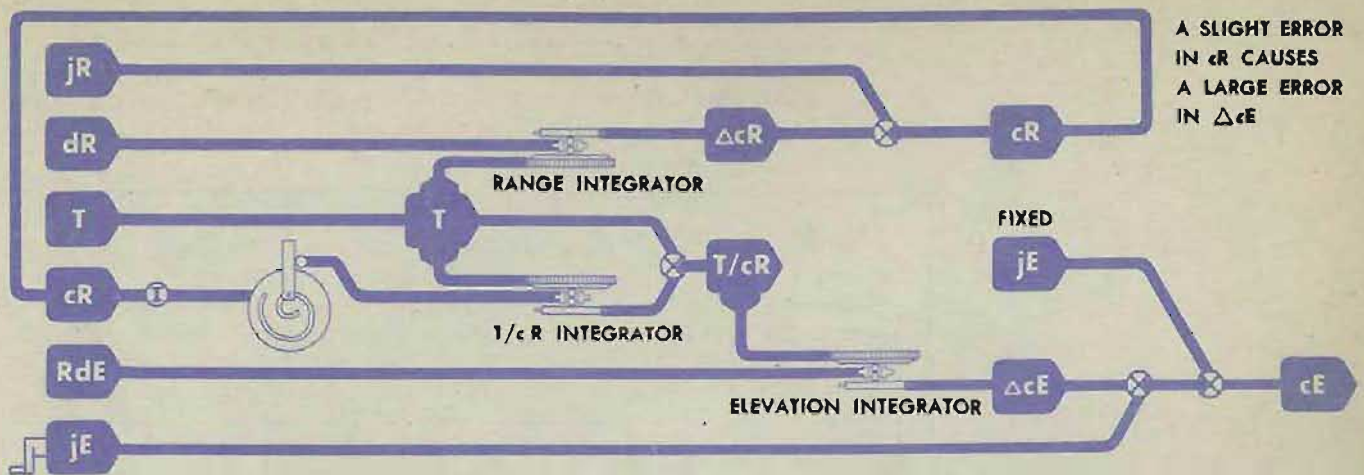 A SLIGHT ERROR
IN cR CAUSES
A LARGE ERROR
IN ΔcE
jR
dR
ΔcR
cR
RANGE INTEGRATOR
T
T
FIXED
T/cR
jE
cR
I
T/cR INTEGRATOR
RdE
ΔcE
cE
ELEVATION INTEGRATOR
jE